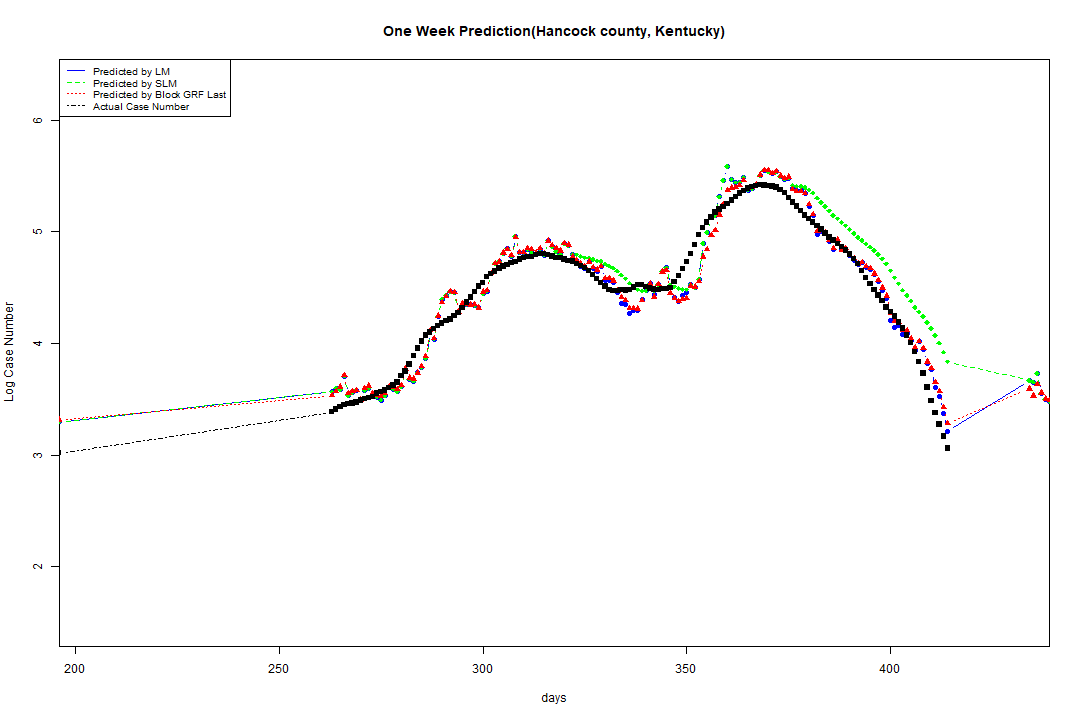 One Week Prediction(Hancock county, Kentucky)
Predicted by LM
Predicted by SLM
Predicted by Block GRF Last
Actual Case Number
Log Case Number
6
5
4
3
2
200 250 300 350 400
days